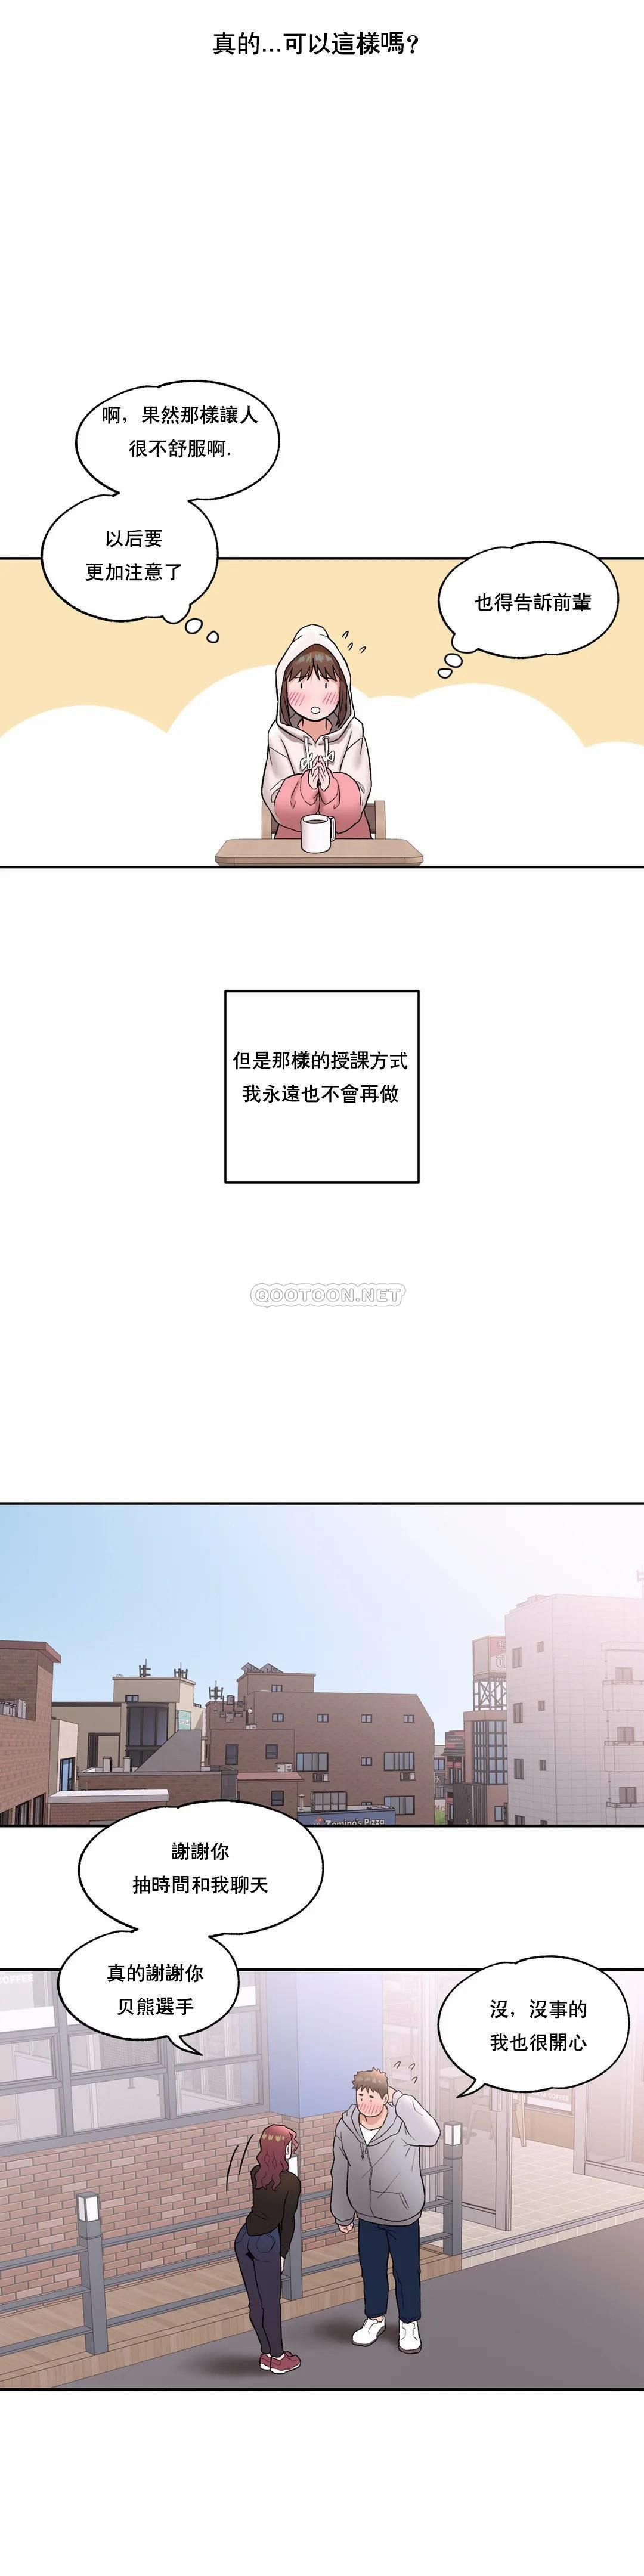 真的...可以這樣嗎?
啊，果然那樣讓人
很不舒服啊.
以后要
更加注意了
也得告訴前輩
但是那樣的授課方式
我永遠也不會再做
QOOTOON.NET
Zomino's Pizza
謝謝你
抽時間和我聊天
COFFEE
真的謝謝你
贝熊選手
沒，沒事的
我也很開心